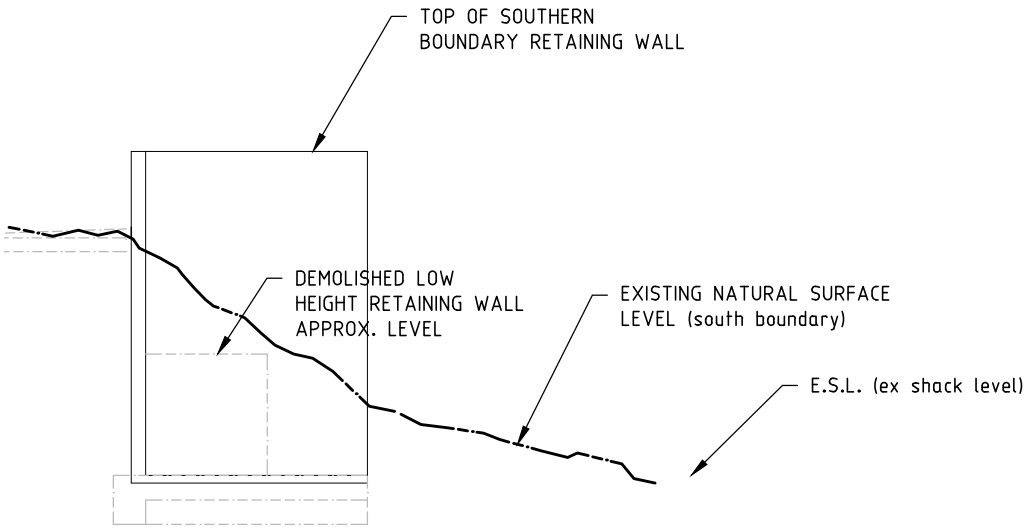 TOP OF SOUTHERN
BOUNDARY RETAINING WALL
DEMOLISHED LOW
HEIGHT RETAINING WALL
APPROX. LEVEL
EXISTING NATURAL SURFACE
LEVEL (south boundary)
E.S.L. (ex shack level)